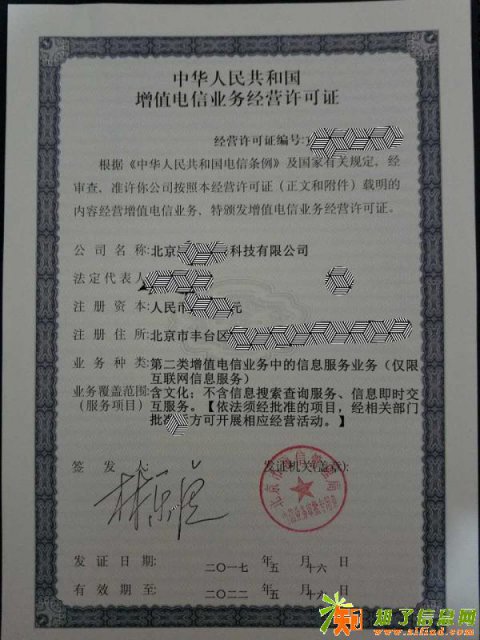 中华人民共和国
增值电信业务经营许可证
经营许可证编号:
根据《中华人民共和国电信条例》及国家有关规定，经
审查，准许你公司按照本经营许可证（正文和附件）载明的
内容经营增值电信业务，特颁发增值电信业务经营许可证。
公司名称:北京 科技有限公司
法定代表人
注册资本:人民币 元
注册住所:北京市丰台区
业务种类:第二类增值电信业务中的信息服务业务（仅限
互联网信息服务）
业务覆盖范围:含文化；不含信息搜索查询服务、信息即时交
(服务项目) 互服务。【依法须经批准的项目，经相关部门
批准后方可开展相应经营活动。】
签发人
发证机关(盖章):
发证日期: 二〇一七 年 五 月 十六 日
有效期至: 二〇二二 年 五 月 十六 日
知了信息网